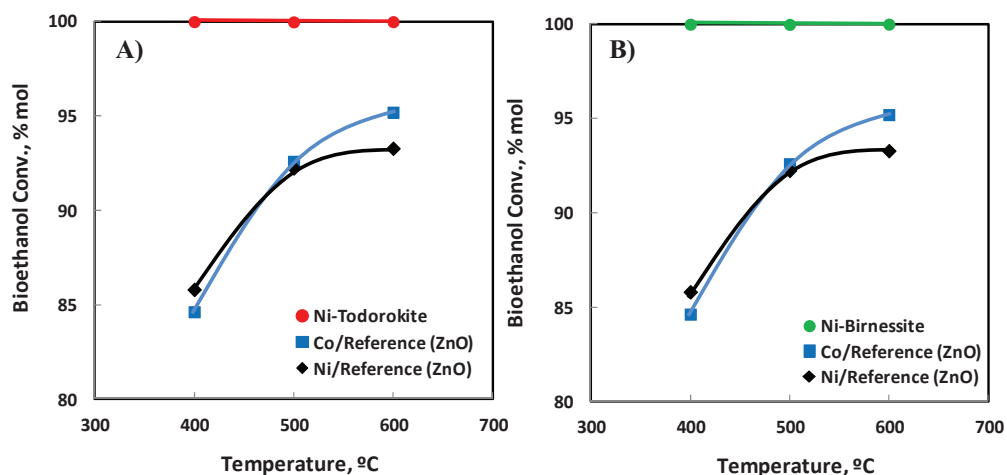 100
95
90
85
80
300
400
500
600
700
Bioethanol Conv., % mol
Temperature, ºC
A)
Ni-Todorokite
Co/Reference (ZnO)
Ni/Reference (ZnO)
100
95
90
85
80
300
400
500
600
700
Bioethanol Conv., % mol
Temperature, ºC
B)
Ni-Birnessite
Co/Reference (ZnO)
Ni/Reference (ZnO)